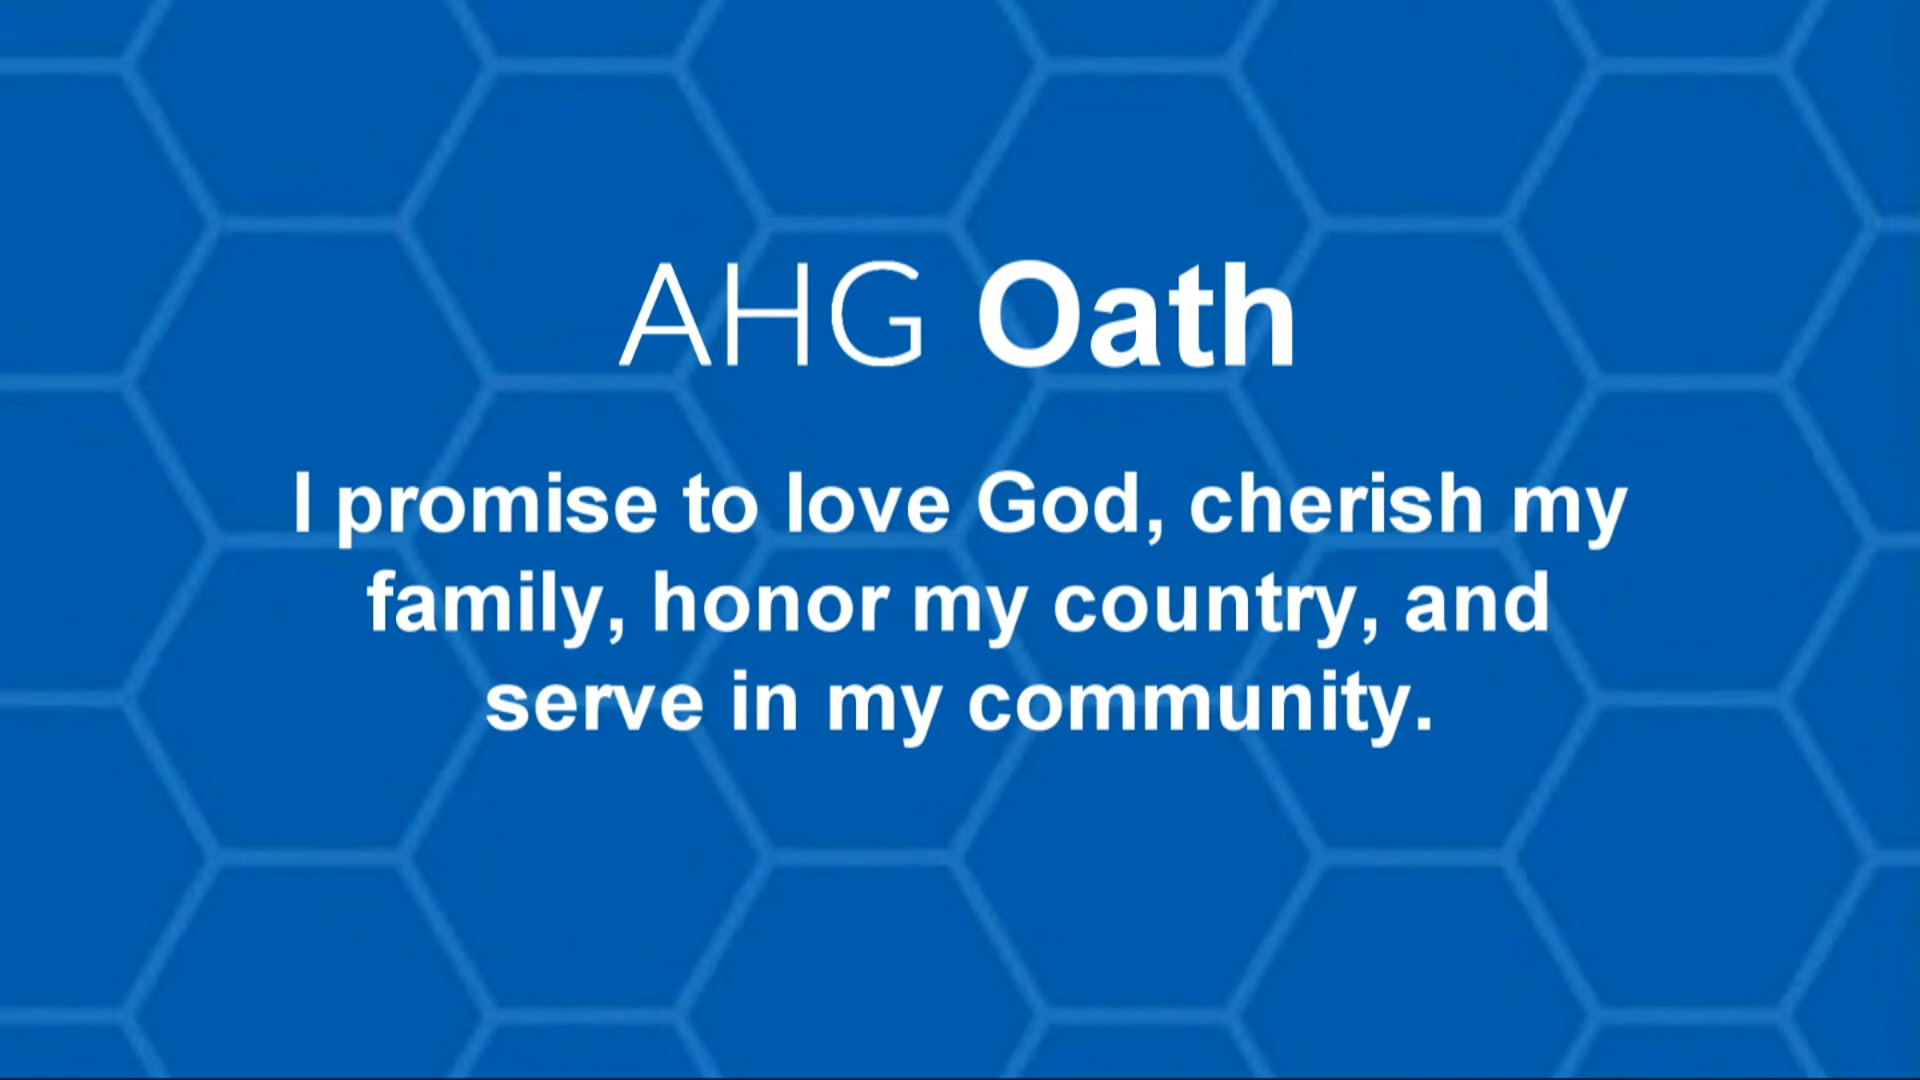 AHG Oath
I promise to love God, cherish my
family, honor my country, and
serve in my community.